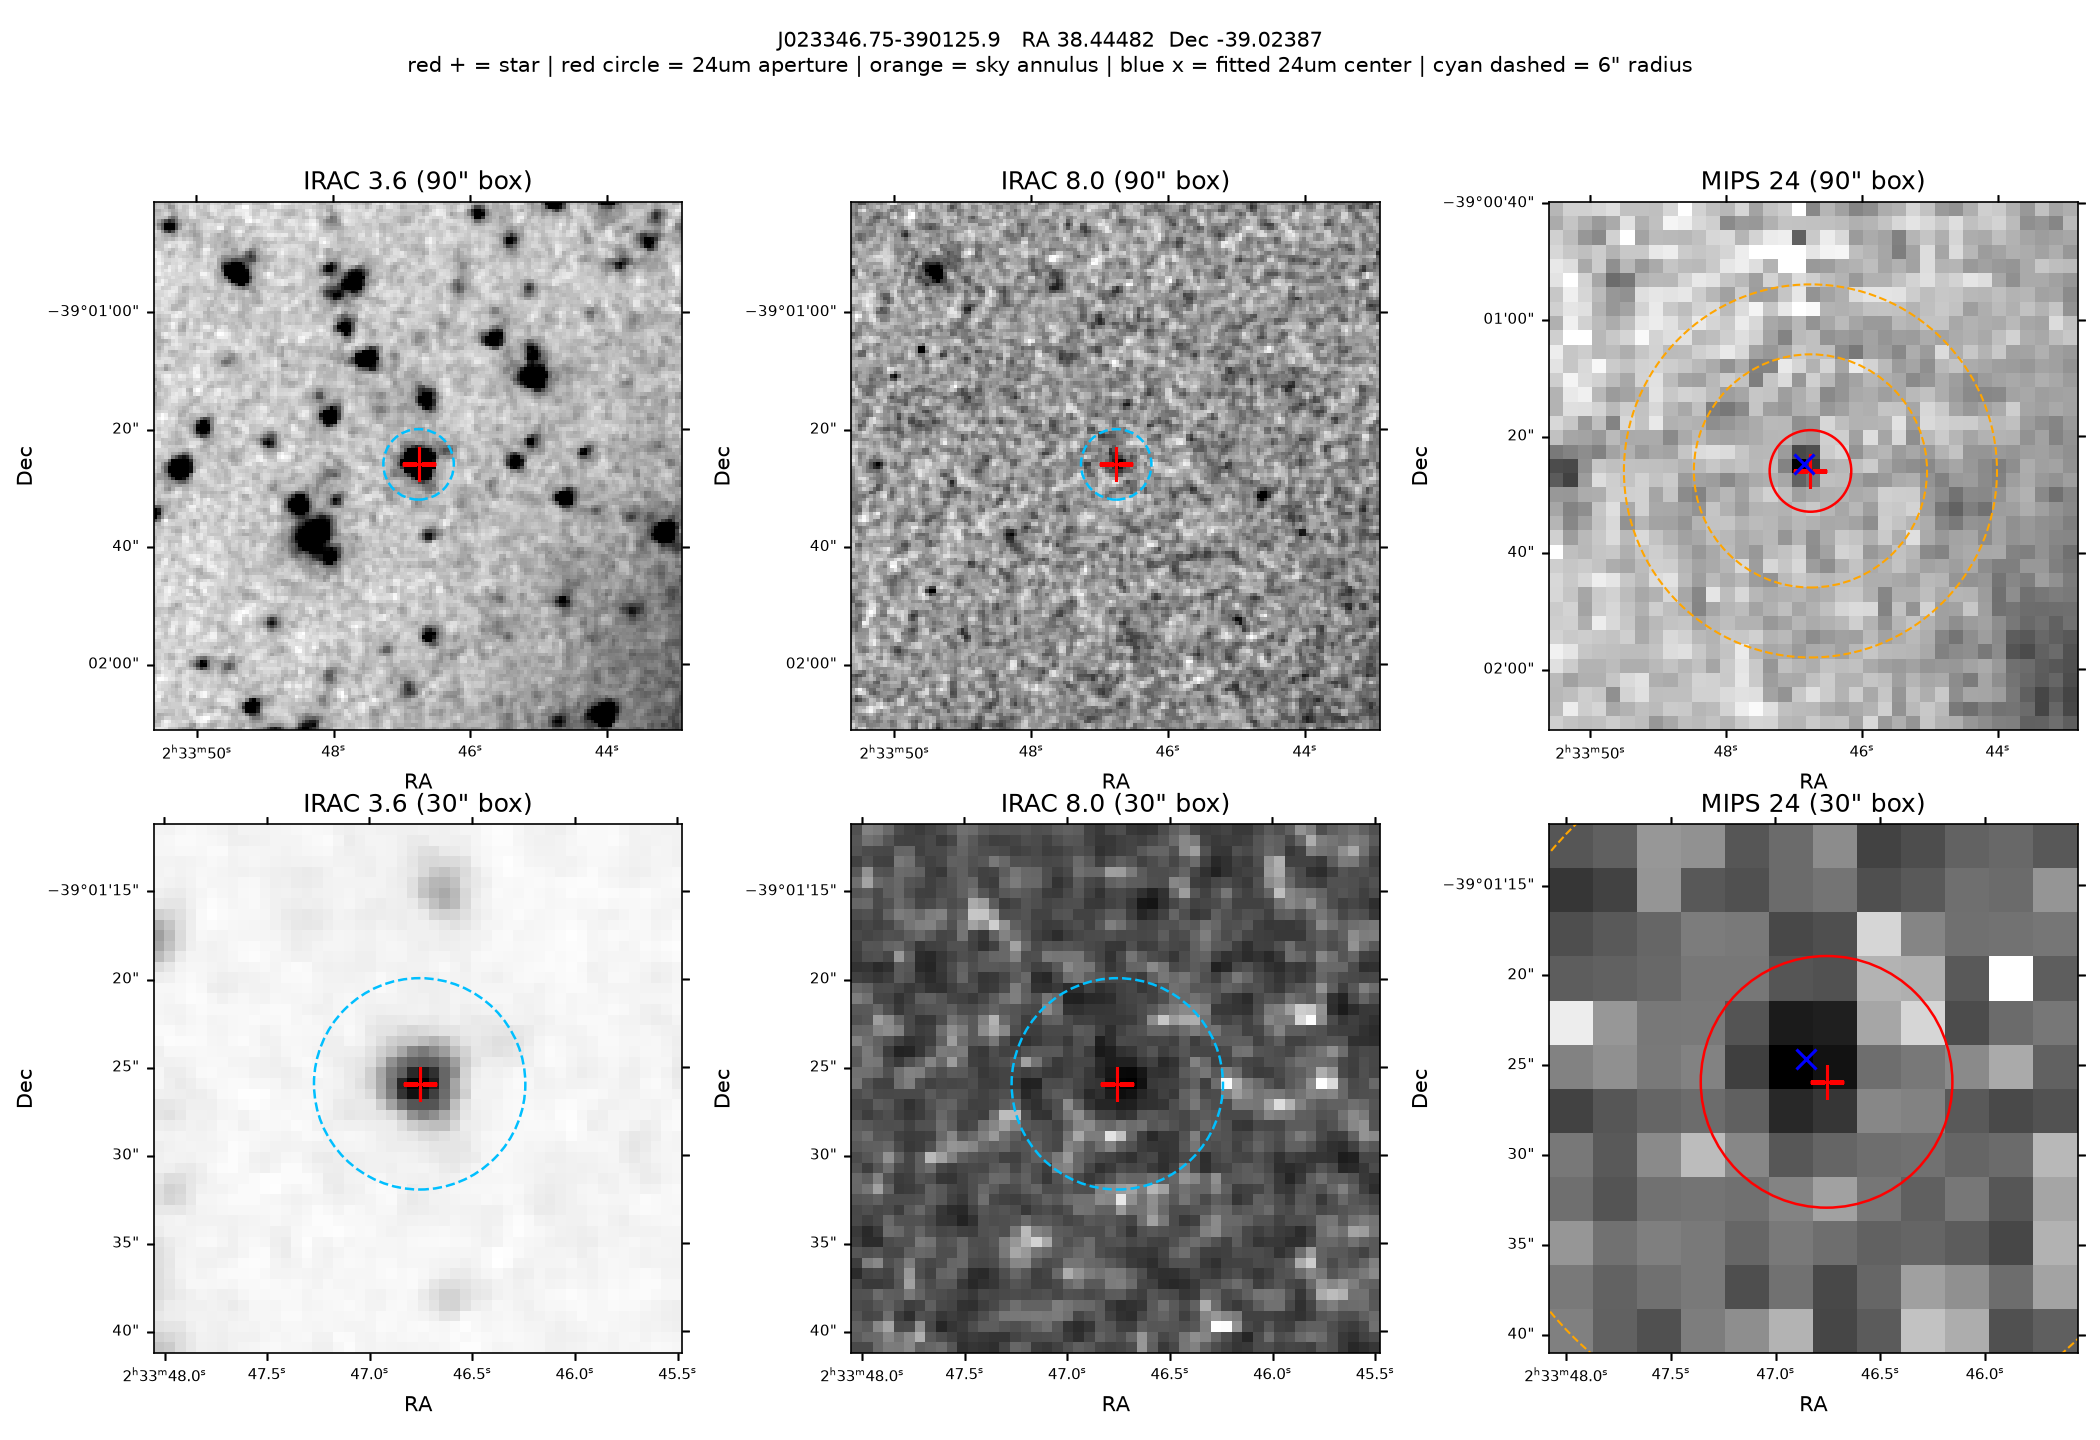 J023346.75-390125.9   RA 38.44482  Dec -39.02387
red + = star | red circle = 24um aperture | orange = sky annulus | blue x = fitted 24um center | cyan dashed = 6" radius
IRAC 3.6 (90" box)
−39°01'00"
20"
40"
02'00"
Dec
2ʰ33ᵐ50ˢ
48ˢ
46ˢ
44ˢ
RA
IRAC 8.0 (90" box)
−39°01'00"
20"
40"
02'00"
Dec
2ʰ33ᵐ50ˢ
48ˢ
46ˢ
44ˢ
RA
MIPS 24 (90" box)
−39°00'40"
01'00"
20"
40"
02'00"
Dec
2ʰ33ᵐ50ˢ
48ˢ
46ˢ
44ˢ
RA
IRAC 3.6 (30" box)
−39°01'15"
20"
25"
30"
35"
40"
Dec
2ʰ33ᵐ48.0ˢ
47.5ˢ
47.0ˢ
46.5ˢ
46.0ˢ
45.5ˢ
RA
IRAC 8.0 (30" box)
−39°01'15"
20"
25"
30"
35"
40"
Dec
2ʰ33ᵐ48.0ˢ
47.5ˢ
47.0ˢ
46.5ˢ
46.0ˢ
45.5ˢ
RA
MIPS 24 (30" box)
−39°01'15"
20"
25"
30"
35"
40"
Dec
2ʰ33ᵐ48.0ˢ
47.5ˢ
47.0ˢ
46.5ˢ
46.0ˢ
RA